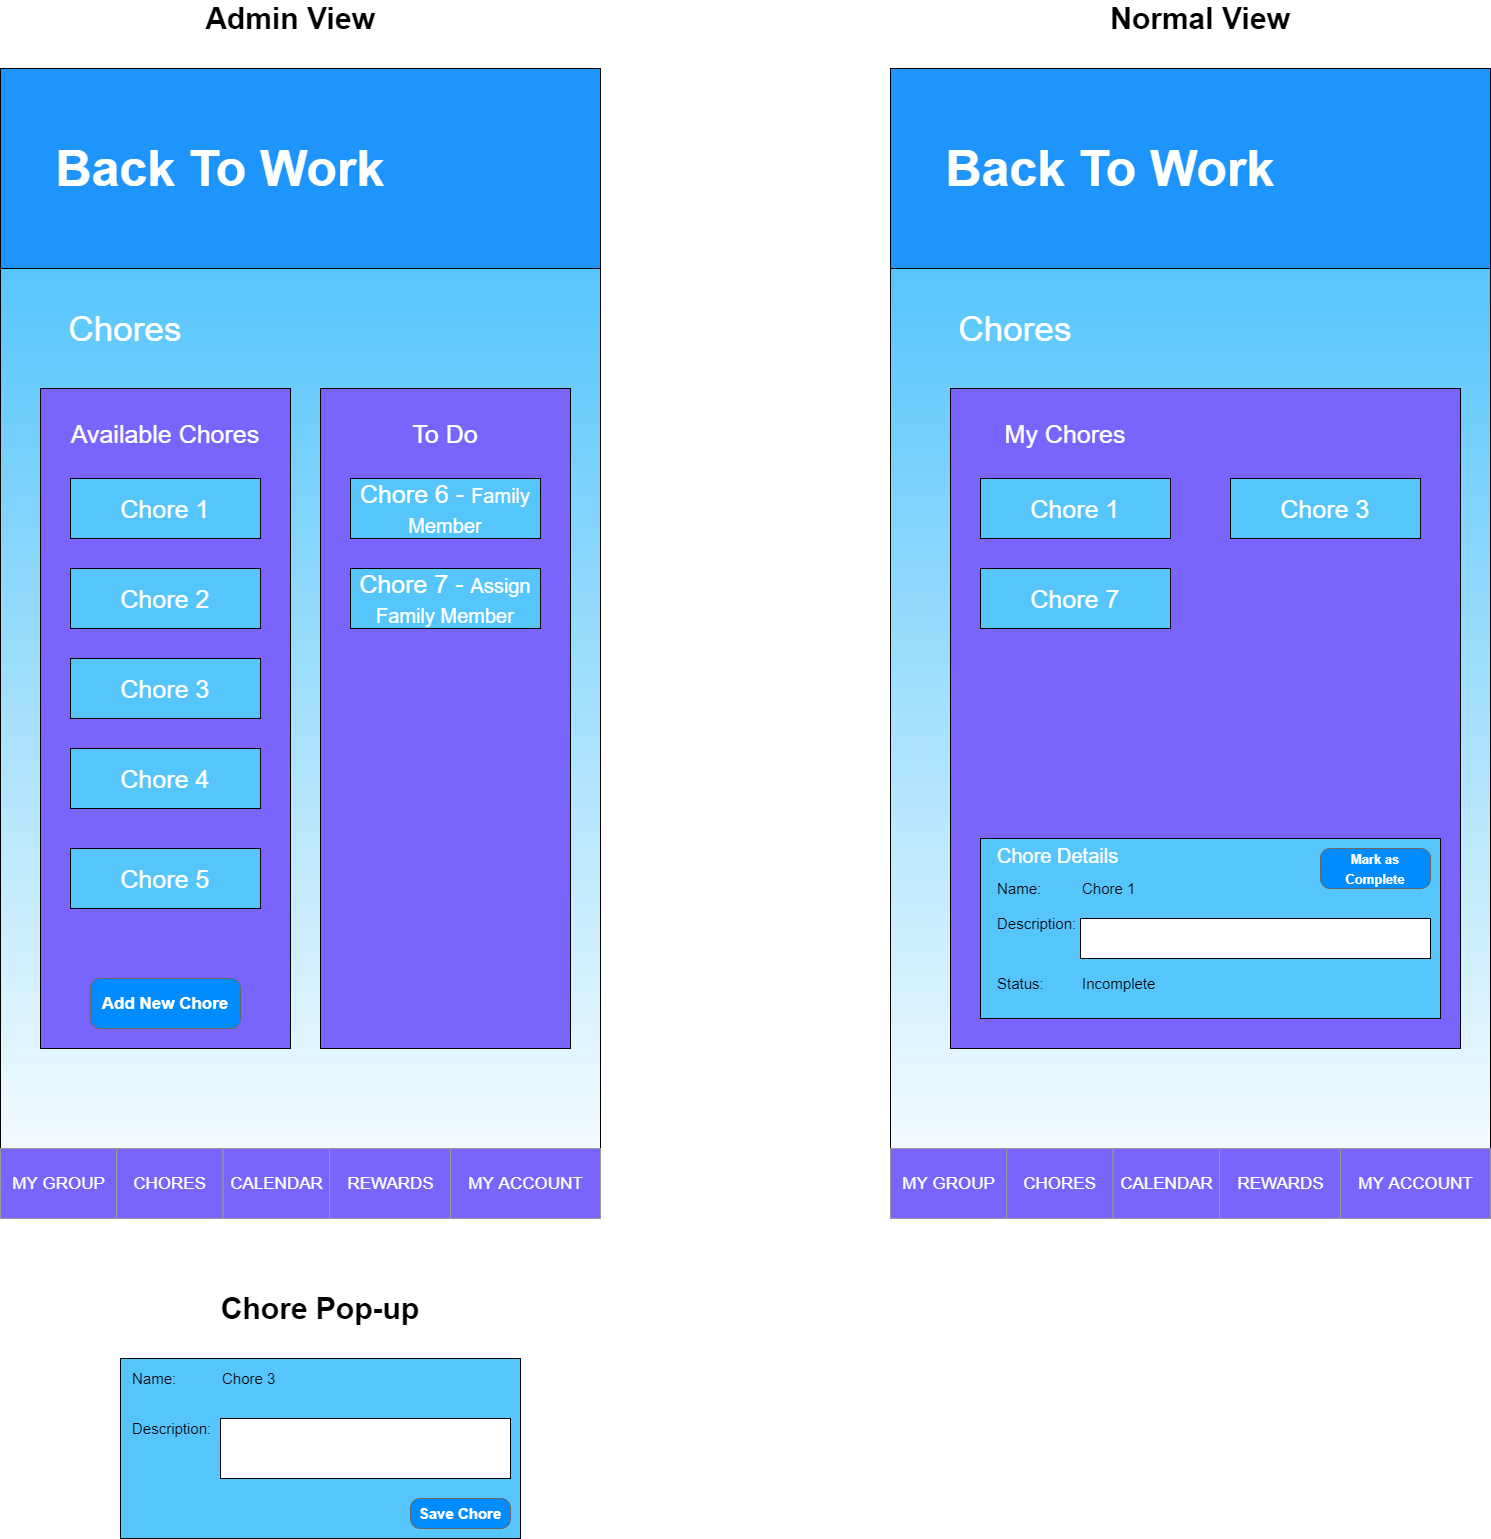 Admin View
Back To Work
Chores
Available Chores
Chore 1
Chore 2
Chore 3
Chore 4
Chore 5
Add New Chore
To Do
Chore 6 - Family
Member
Chore 7 - Assign
Family Member
MY GROUP CHORES CALENDAR REWARDS MY ACCOUNT
Normal View
Back To Work
Chores
My Chores
Chore 1 Chore 3
Chore 7
Chore Details
Mark as
Complete
Name: Chore 1
Description:
Status: Incomplete
MY GROUP CHORES CALENDAR REWARDS MY ACCOUNT
Chore Pop-up
Name: Chore 3
Description:
Save Chore